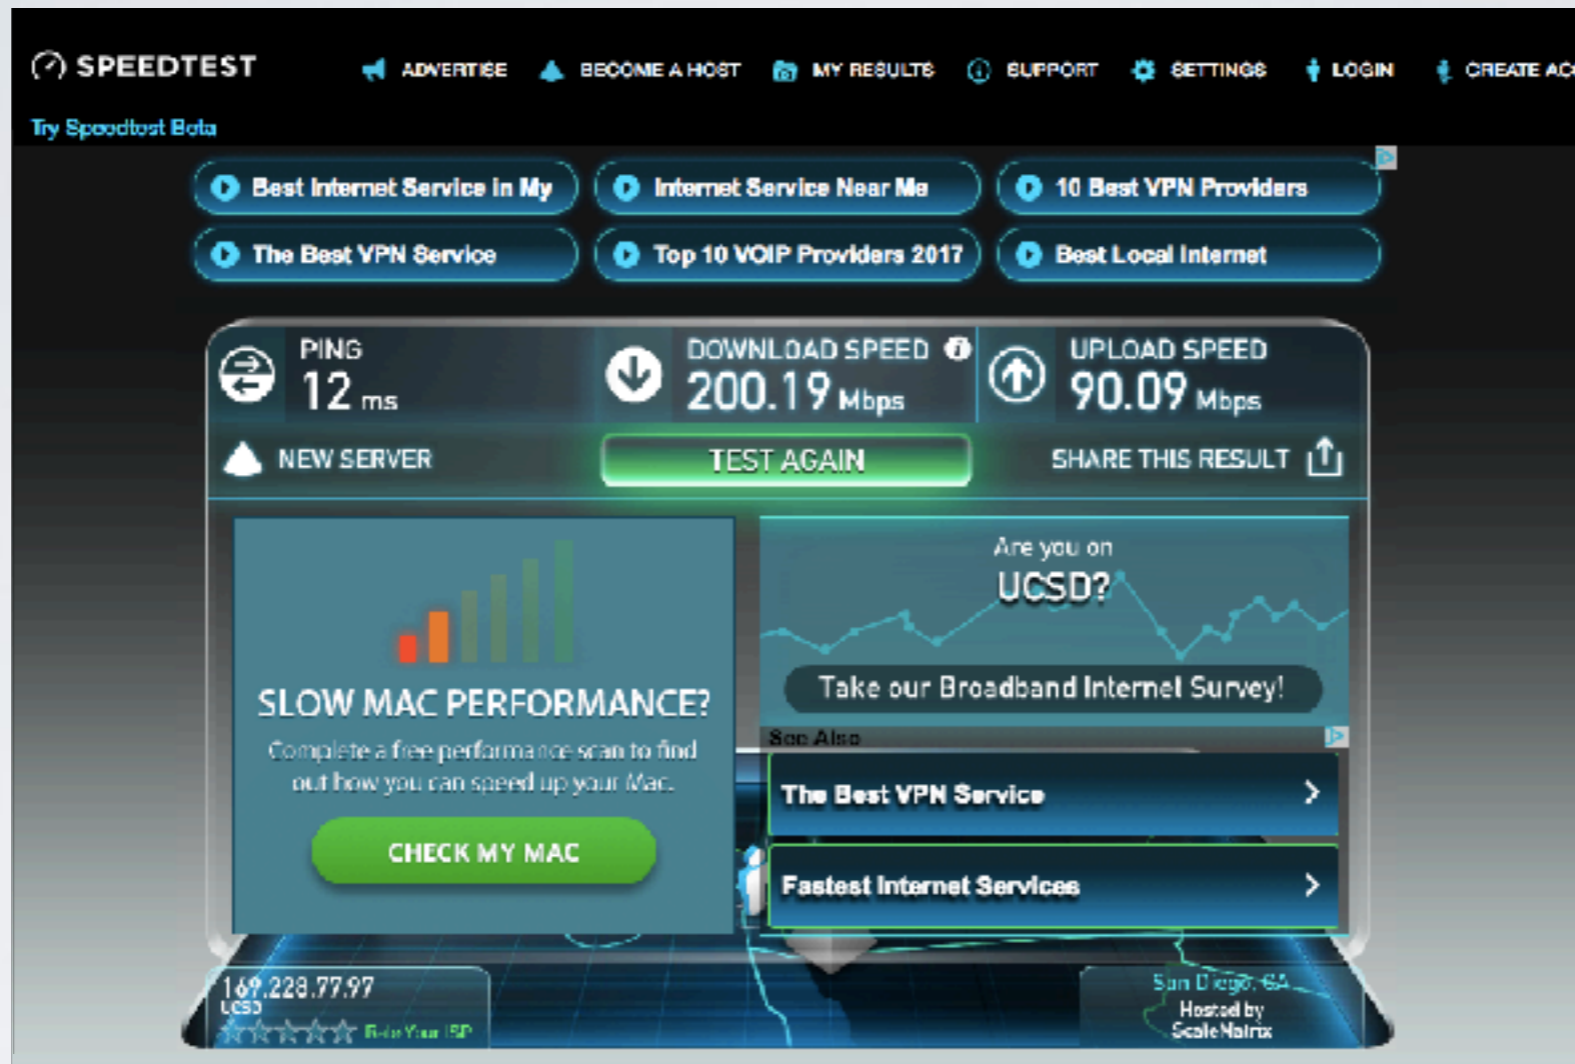 SPEEDTEST
ADVERTISE BECOME A HOST MY RESULTS SUPPORT SETTINGS LOGIN CREATE ACC
Try Speedtest Beta
Best Internet Service in My Internet Service Near Me 10 Best VPN Providers
The Best VPN Service Top 10 VOIP Providers 2017 Best Local Internet
PING DOWNLOAD SPEED i UPLOAD SPEED
12 ms 200.19 Mbps 90.09 Mbps
NEW SERVER TEST AGAIN SHARE THIS RESULT
SLOW MAC PERFORMANCE?
Complete a free performance scan to find
out how you can speed up your Mac.
CHECK MY MAC
Are you on
UCSD?
Take our Broadband Internet Survey!
See Also
The Best VPN Service
Fastest Internet Services
169.228.77.97
UCSD
Rate Your ISP
San Diego, CA
Hosted by
ScaleMatrix